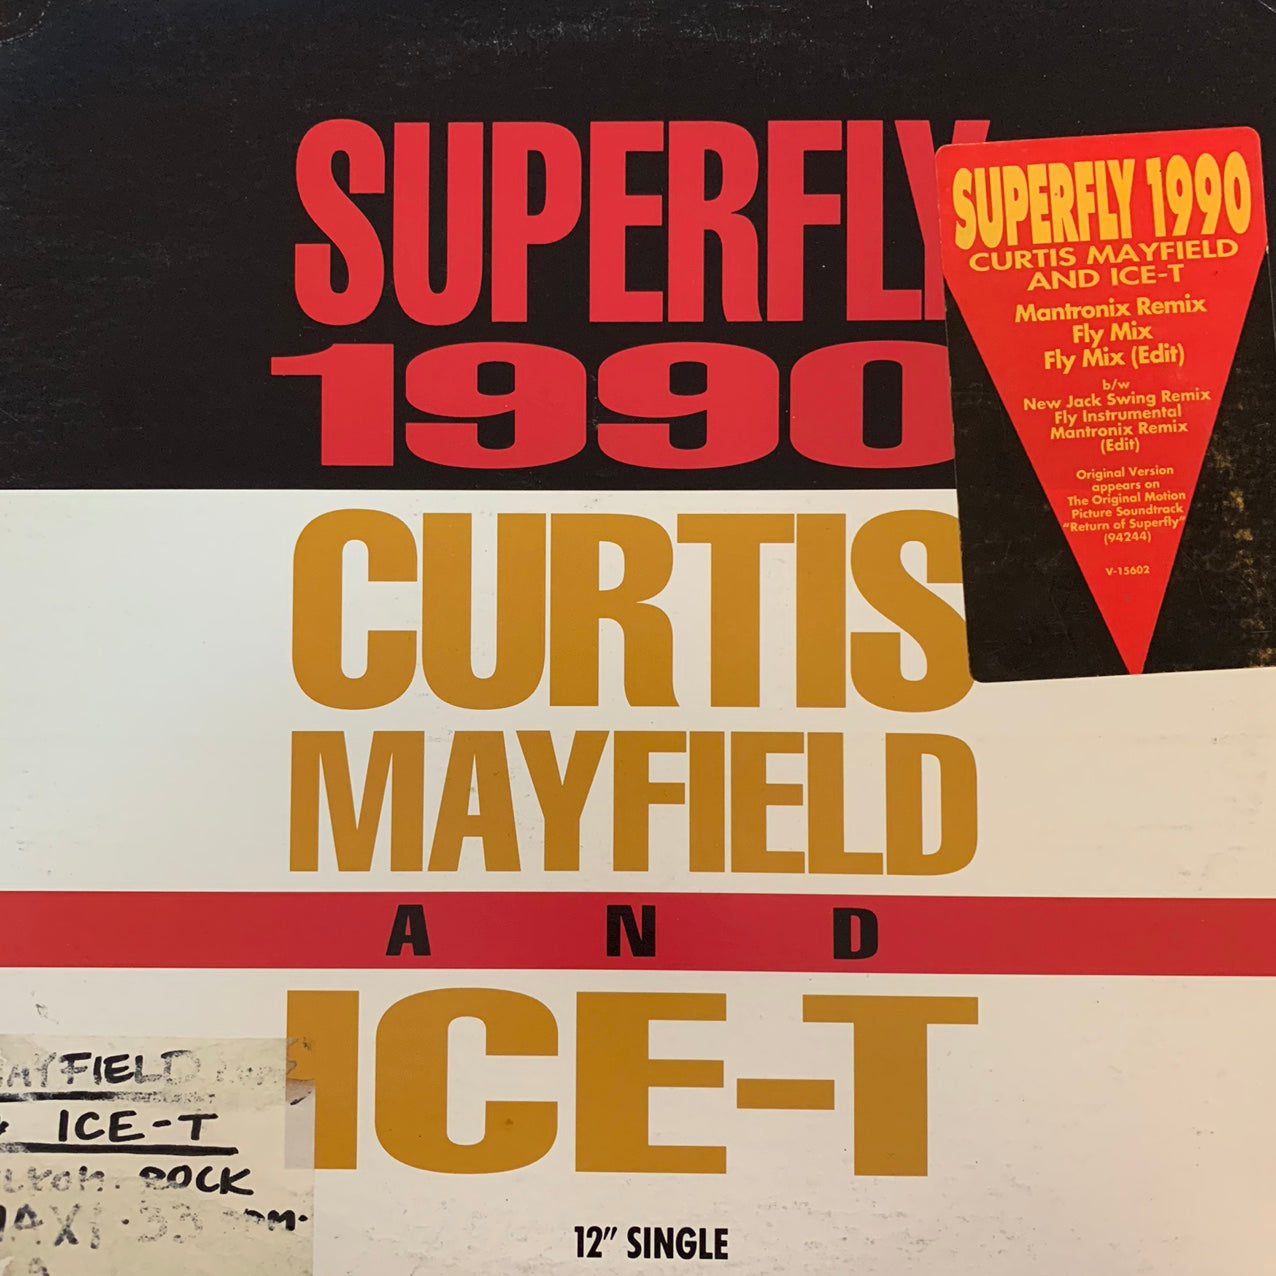 SUPERFLY
1990
CURTIS
MAYFIELD
AND
ICE-T
12" SINGLE
SUPERFLY 1990
CURTIS MAYFIELD
AND ICE-T
Mantronix Remix
Fly Mix
Fly Mix (Edit)
b/w
New Jack Swing Remix
Fly Instrumental
Mantronix Remix
(Edit)
Original Version
appears on
The Original Motion
Picture Soundtrack
"Return of Superfly"
(94244)
V-15602
AYFIELD
ICE-T
ROCK
33